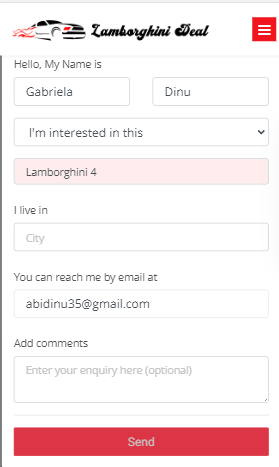 Lamborghini Deal
Hello, My Name is
Gabriela Dinu
I'm interested in this
Lamborghini 4
I live in
City
You can reach me by email at
abidinu35@gmail.com
Add comments
Enter your enquiry here (optional)
Send